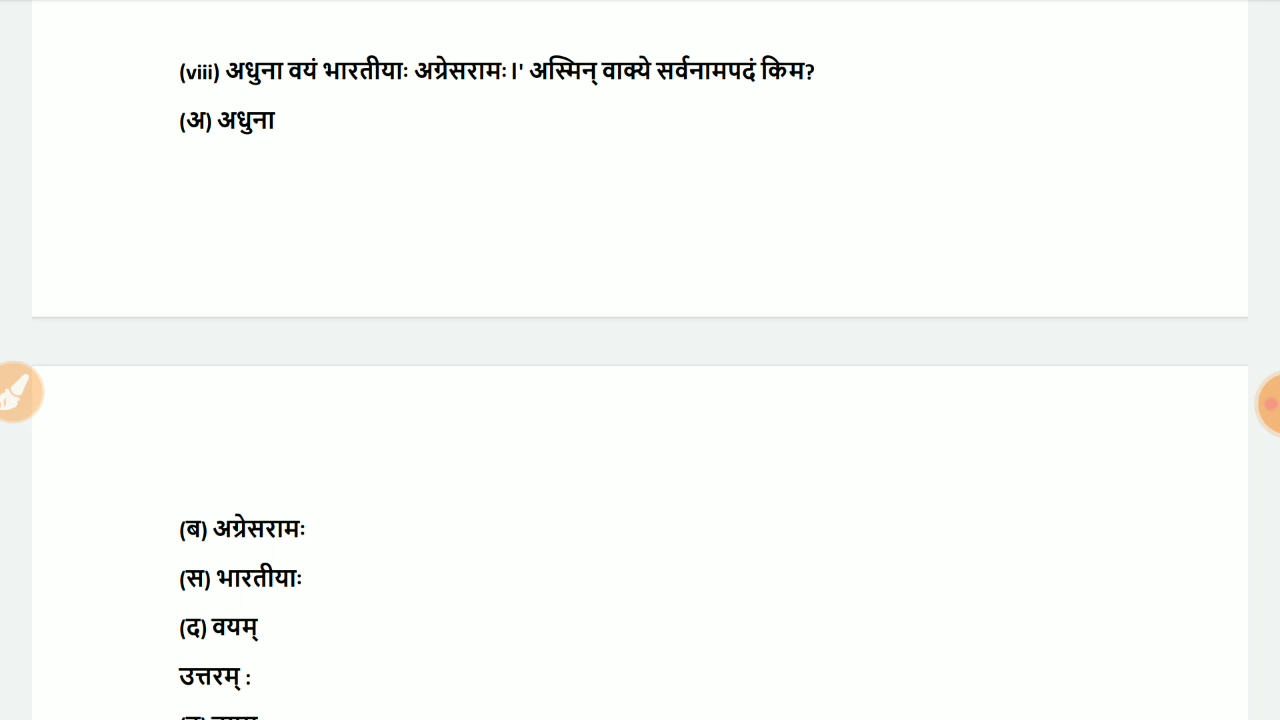 (viii) अधुना वयं भारतीयाः अग्रेसरामः।' अस्मिन् वाक्ये सर्वनामपदं किम?
(अ) अधुना
(ब) अग्रेसरामः
(स) भारतीयाः
(द) वयम्
उत्तरम् :